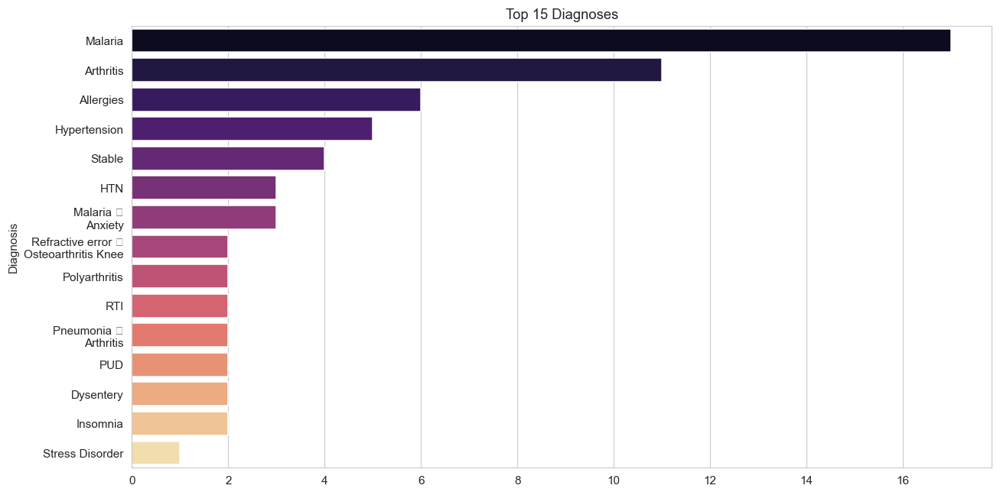 Top 15 Diagnoses
Diagnosis
Malaria
Arthritis
Allergies
Hypertension
Stable
HTN
Malaria
Anxiety
Refractive error
Osteoarthritis Knee
Polyarthritis
RTI
Pneumonia
Arthritis
PUD
Dysentery
Insomnia
Stress Disorder
0 2 4 6 8 10 12 14 16